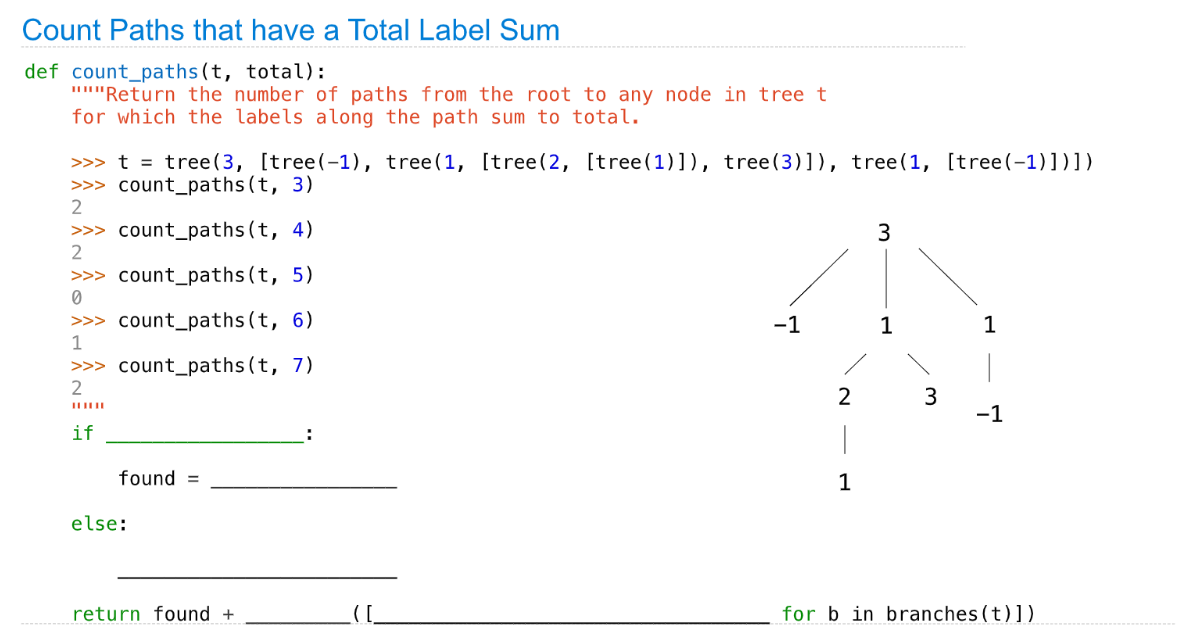 Count Paths that have a Total Label Sum
def count_paths(t, total):
    """Return the number of paths from the root to any node in tree t
    for which the labels along the path sum to total.

    >>> t = tree(3, [tree(-1), tree(1, [tree(2, [tree(1)]), tree(3)]), tree(1, [tree(-1)])])
    >>> count_paths(t, 3)
    2
    >>> count_paths(t, 4)
    2
    >>> count_paths(t, 5)
    0
    >>> count_paths(t, 6)
    1
    >>> count_paths(t, 7)
    2
    """
    if _________________:
        found = ________________
    else:
        ________________________
    return found + _________([__________________________________ for b in branches(t)])
3
-1 1 1
2 3 -1
1